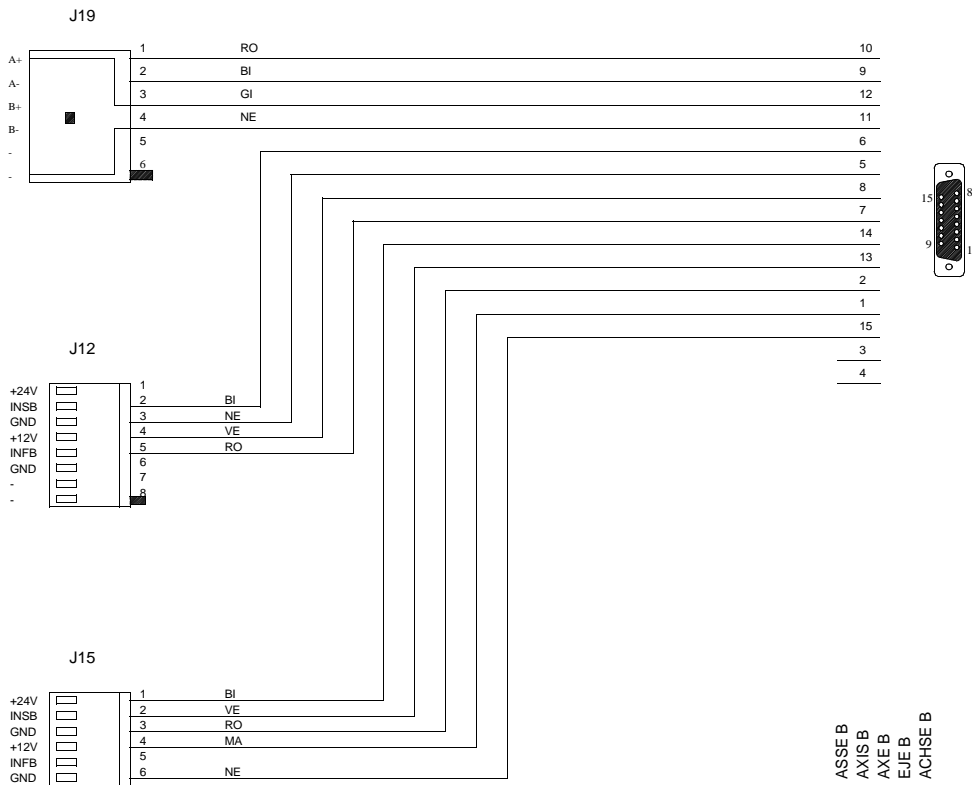 J19
1 RO 10
A+
2 BI 9
A-
3 GI 12
B+
4 NE 11
B-
5 6
-
6 5
-
8
7
14
13
2
1
15
3
4
15 8
9 1
J12
+24V 1
INSB 2 BI
GND 3 NE
+12V 4 VE
INFB 5 RO
GND 6
- 7
- 8
J15
+24V 1 BI
INSB 2 VE
GND 3 RO
+12V 4 MA
INFB 5
GND 6 NE
ASSE B
AXIS B
AXE B
EJE B
ACHSE B